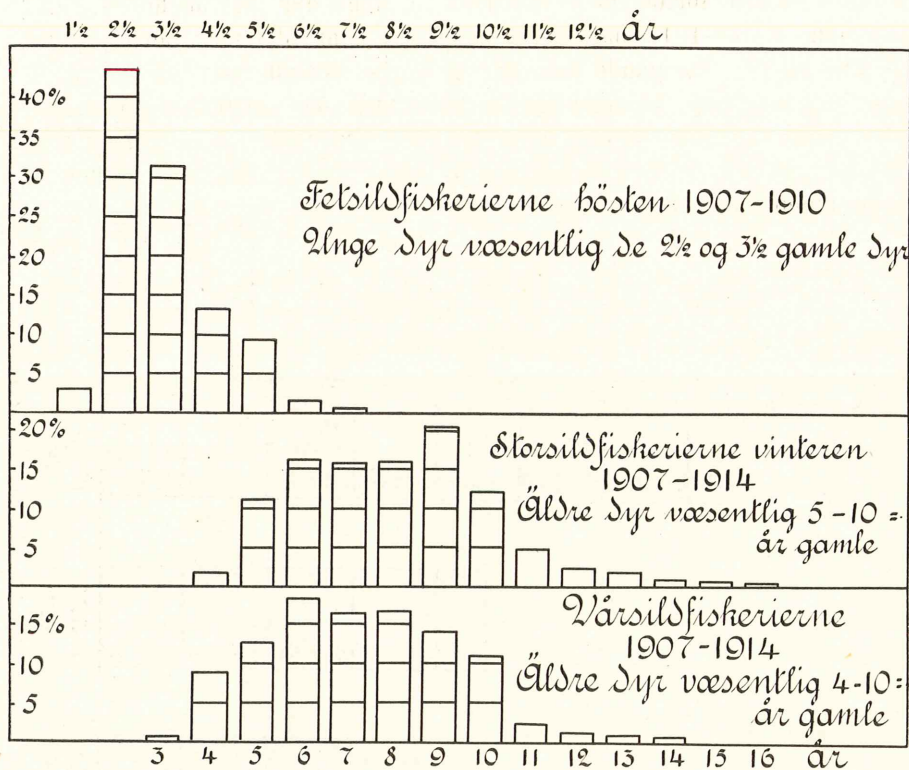 1½ 2½ 3½ 4½ 5½ 6½ 7½ 8½ 9½ 10½ 11½ 12½ år
40%
35
30
25
20
15
10
5
Fetsildfiskerierne hösten 1907-1910
Unge dyr væsentlig de 2½ og 3½ gamle dyr
20%
15
10
5
Storsildfiskerierne vinteren
1907-1914
Äldre dyr væsentlig 5-10=
år gamle
15%
10
5
Vårsildfiskerierne
1907-1914
Äldre dyr væsentlig 4-10=
år gamle
3 4 5 6 7 8 9 10 11 12 13 14 15 16 år